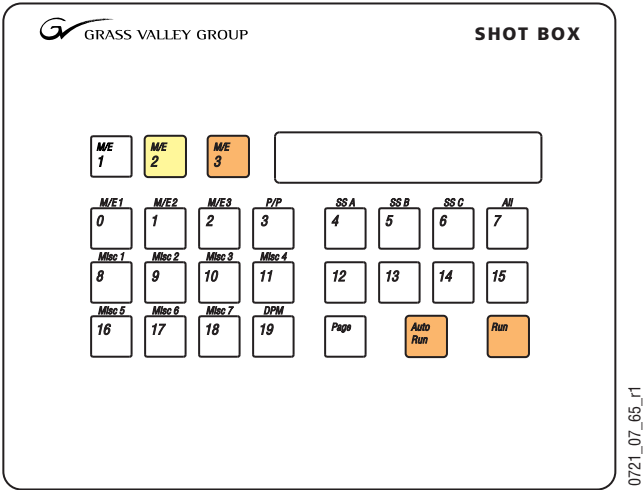 GRASS VALLEY GROUP
SHOT BOX
M/E 1
M/E 2
M/E 3
M/E1 M/E2 M/E3 P/P SS A SS B SS C All
0 1 2 3 4 5 6 7
Misc 1 Misc 2 Misc 3 Misc 4
8 9 10 11 12 13 14 15
Misc 5 Misc 6 Misc 7 DPM
16 17 18 19 Page Auto Run Run
0721_07_65_r1